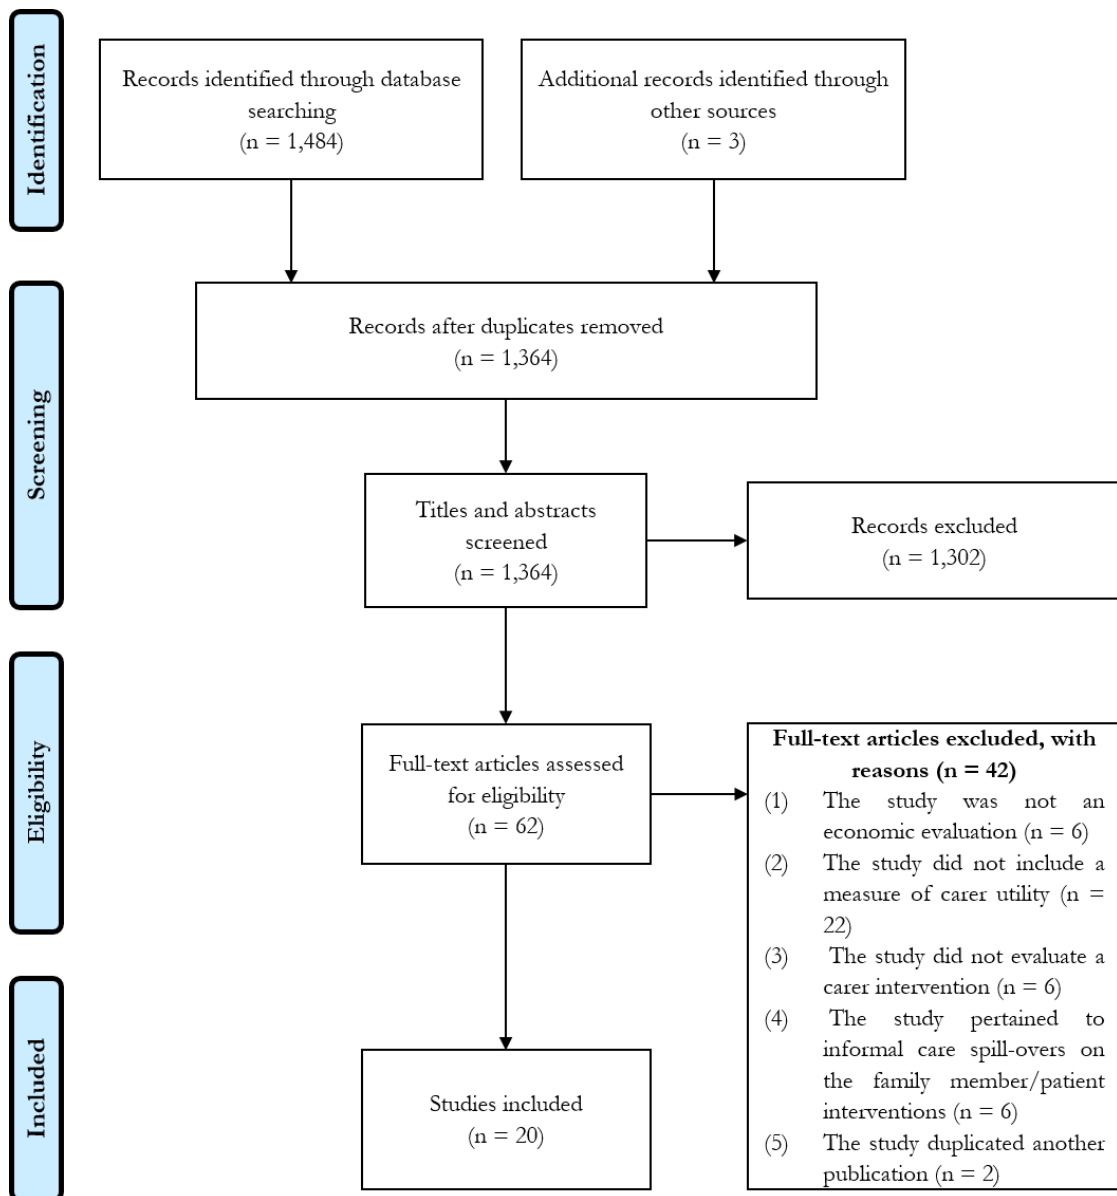 Identification
Records identified through database
searching
(n = 1,484)
Additional records identified through
other sources
(n = 3)
Screening
Records after duplicates removed
(n = 1,364)
Titles and abstracts
screened
(n = 1,364)
Records excluded
(n = 1,302)
Eligibility
Full-text articles assessed
for eligibility
(n = 62)
Full-text articles excluded, with
reasons (n = 42)
(1) The study was not an
economic evaluation (n = 6)
(2) The study did not include a
measure of carer utility (n =
22)
(3) The study did not evaluate a
carer intervention (n = 6)
(4) The study pertained to
informal care spill-overs on
the family member/patient
interventions (n = 6)
(5) The study duplicated another
publication (n = 2)
Included
Studies included
(n = 20)